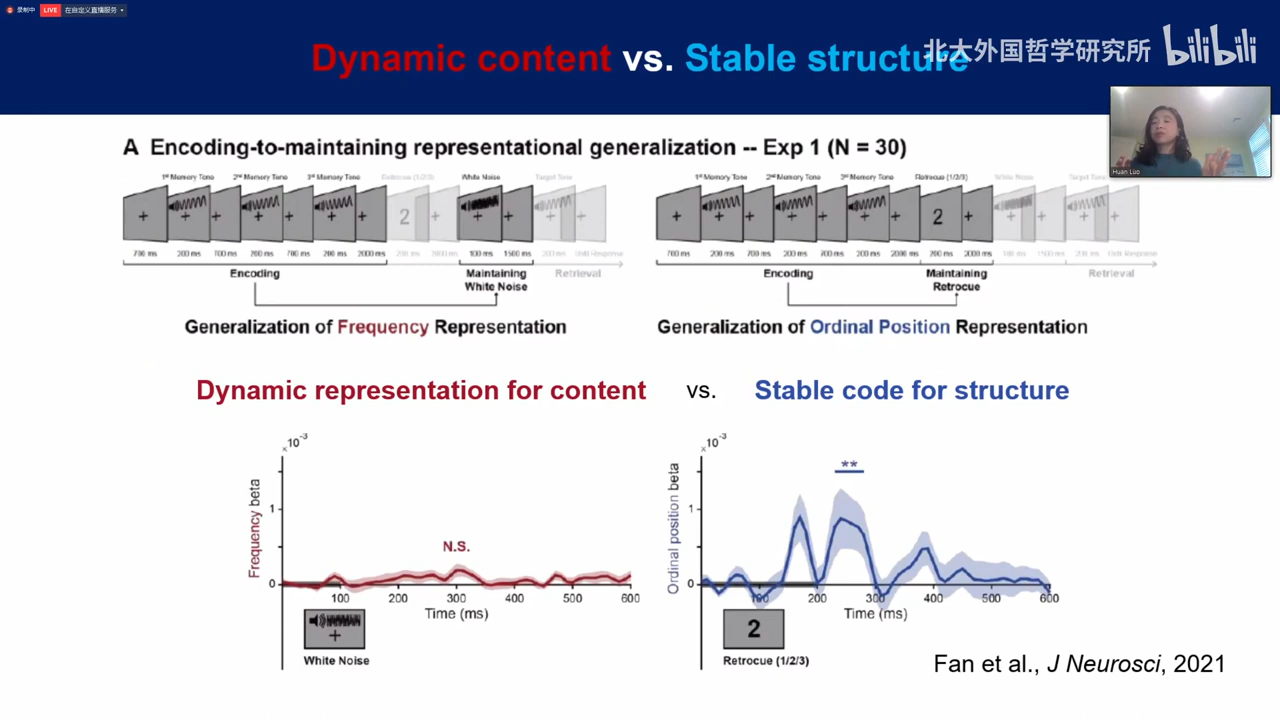 录制中 LIVE 在自定义直播服务
Dynamic content vs. Stable structure
北大外国哲学研究所 bilibili
Huan Luo
A Encoding-to-maintaining representational generalization -- Exp 1 (N = 30)
1st Memory Tone 2nd Memory Tone 3rd Memory Tone Retrocue (1/2/3) White Noise Target Tone
2
700 ms 200 ms 700 ms 200 ms 700 ms 200 ms 2000 ms 200 ms 100 ms 1500 ms 200 ms Until Response
Encoding Maintaining White Noise Retrieval
Generalization of Frequency Representation
1st Memory Tone 2nd Memory Tone 3rd Memory Tone Retrocue (1/2/3) White Noise Target Tone
2
700 ms 200 ms 700 ms 200 ms 700 ms 200 ms 2000 ms 200 ms 2000 ms 100 ms 1500 ms 200 ms Until Response
Encoding Maintaining Retrocue Retrieval
Generalization of Ordinal Position Representation
Dynamic representation for content vs. Stable code for structure
×10-3
Frequency beta
1
0
N.S.
100 200 300 400 500 600
Time (ms)
White Noise
×10-3
Ordinal position beta
1
0
**
100 200 300 400 500 600
Time (ms)
2
Retrocue (1/2/3)
Fan et al., J Neurosci, 2021